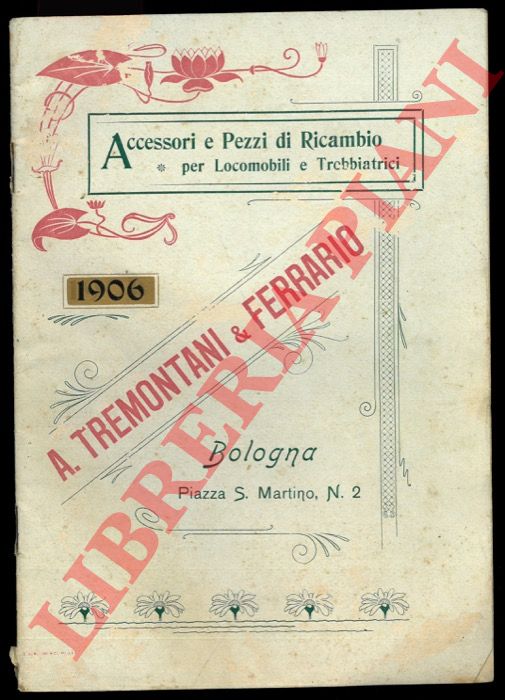 Accessori e Pezzi di Ricambio
* per Locomobili e Trebbiatrici
1906
A. TREMONTANI & FERRARIO
Bologna
Piazza S. Martino, N. 2
LIBRERIA PIANI